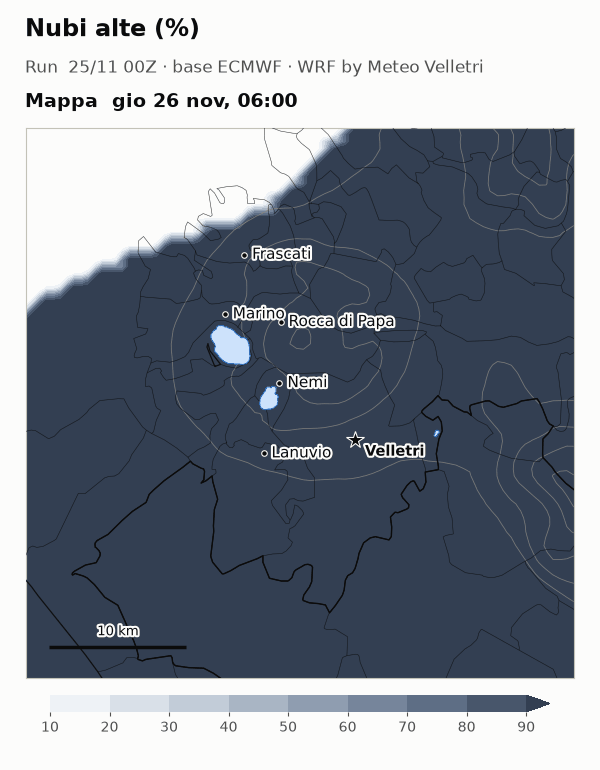 Nubi alte (%)
Run  25/11 00Z · base ECMWF · WRF by Meteo Velletri
Mappa  gio 26 nov, 06:00
Frascati
Marino
Rocca di Papa
Nemi
Velletri
Lanuvio
10 km
10 20 30 40 50 60 70 80 90